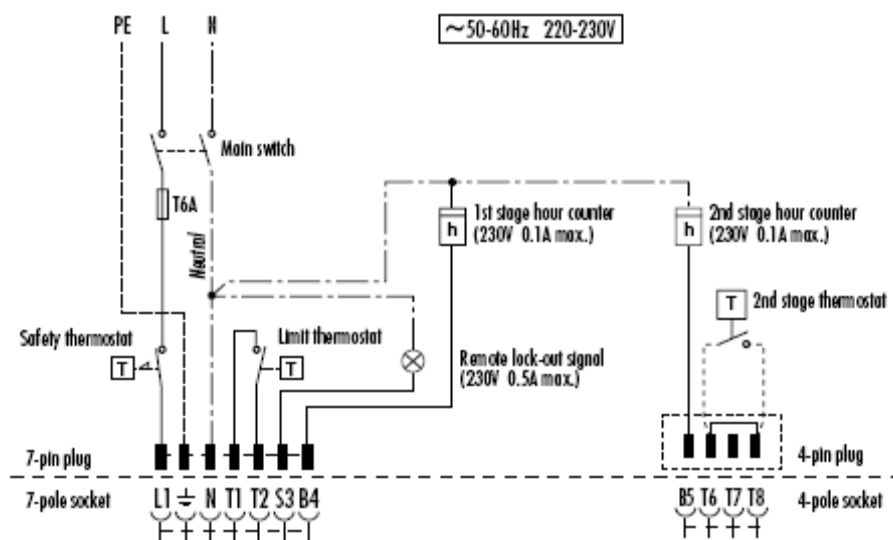 PE L N
~50-60Hz 220-230V
Main switch
T6A
Neutral
1st stage hour counter
(230V 0.1A max.)
h
2nd stage hour counter
(230V 0.1A max.)
h
T 2nd stage thermostat
Safety thermostat
T
Limit thermostat
T
Remote lock-out signal
(230V 0.5A max.)
7-pin plug
4-pin plug
7-pole socket
L1 N T1 T2 S3 B4
B5 T6 T7 T8
4-pole socket